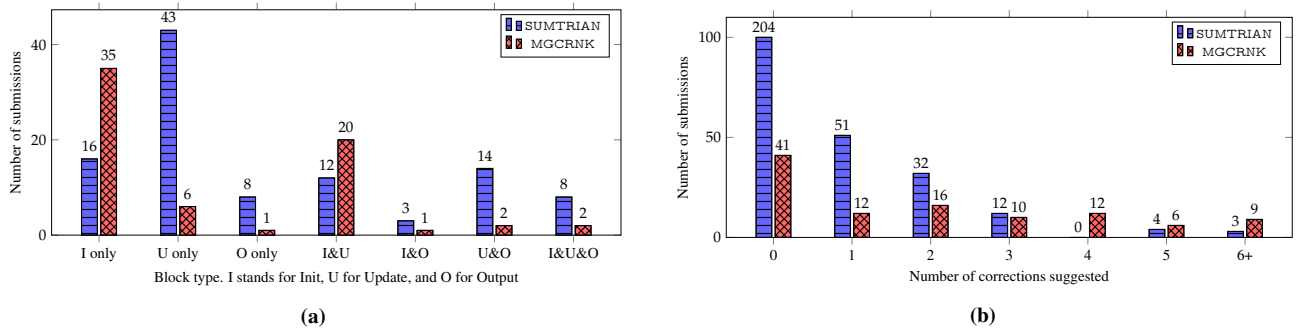 Number of submissions
40
20
0
16
35
43
6
8
1
12
20
3
1
14
2
8
2
SUMTRIAN
MGCRNK
I only U only O only I&U I&O U&O I&U&O
Block type. I stands for Init, U for Update, and O for Output
(a)
Number of submissions
100
50
0
204
41
51
12
32
16
12
10
0
12
4
6
3
9
SUMTRIAN
MGCRNK
0 1 2 3 4 5 6+
Number of corrections suggested
(b)